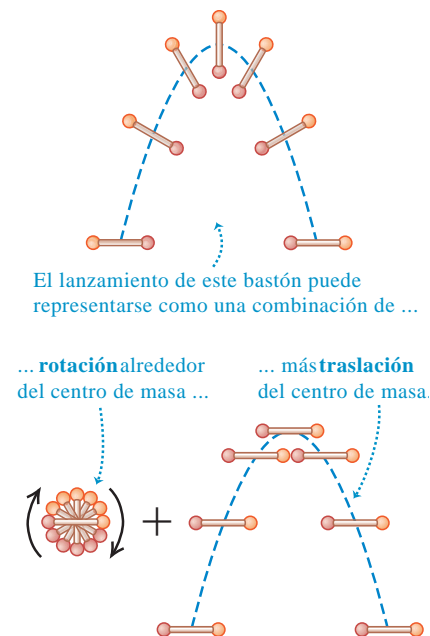 El lanzamiento de este bastón puede
representarse como una combinación de ...
... rotación alrededor
del centro de masa ...
... más traslación
del centro de masa.
+